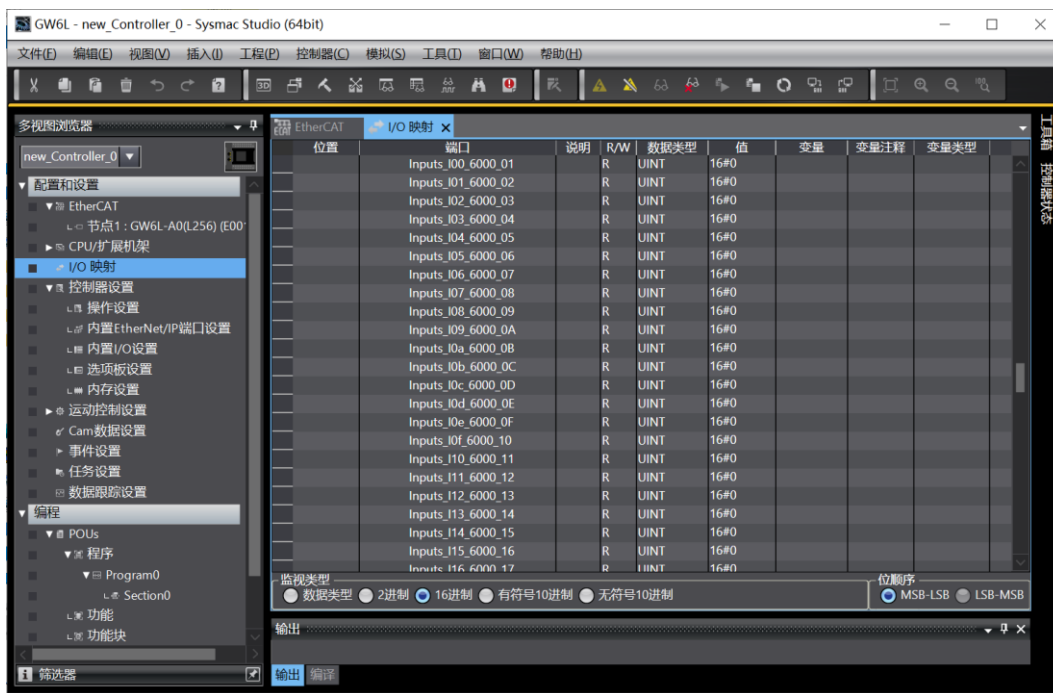 GW6L - new_Controller_0 - Sysmac Studio (64bit)
文件(F) 编辑(E) 视图(V) 插入(I) 工程(P) 控制器(C) 模拟(S) 工具(T) 窗口(W) 帮助(H)
多视图浏览器
new_Controller_0
配置和设置
EtherCAT
节点1 : GW6L-A0(L256) (E00
CPU/扩展机架
I/O 映射
控制器设置
操作设置
内置EtherNet/IP端口设置
内置I/O设置
选项板设置
内存设置
运动控制设置
Cam数据设置
事件设置
任务设置
数据跟踪设置
编程
POUs
程序
Program0
Section0
功能
功能块
筛选器
EtherCAT I/O 映射
位置 端口 说明 R/W 数据类型 值 变量 变量注释 变量类型
Inputs_I00_6000_01 R UINT 16#0
Inputs_I01_6000_02 R UINT 16#0
Inputs_I02_6000_03 R UINT 16#0
Inputs_I03_6000_04 R UINT 16#0
Inputs_I04_6000_05 R UINT 16#0
Inputs_I05_6000_06 R UINT 16#0
Inputs_I06_6000_07 R UINT 16#0
Inputs_I07_6000_08 R UINT 16#0
Inputs_I08_6000_09 R UINT 16#0
Inputs_I09_6000_0A R UINT 16#0
Inputs_I0a_6000_0B R UINT 16#0
Inputs_I0b_6000_0C R UINT 16#0
Inputs_I0c_6000_0D R UINT 16#0
Inputs_I0d_6000_0E R UINT 16#0
Inputs_I0e_6000_0F R UINT 16#0
Inputs_I0f_6000_10 R UINT 16#0
Inputs_I10_6000_11 R UINT 16#0
Inputs_I11_6000_12 R UINT 16#0
Inputs_I12_6000_13 R UINT 16#0
Inputs_I13_6000_14 R UINT 16#0
Inputs_I14_6000_15 R UINT 16#0
Inputs_I15_6000_16 R UINT 16#0
Inputs_I16_6000_17 R UINT 16#0
监视类型
数据类型 2进制 16进制 有符号10进制 无符号10进制
位顺序
MSB-LSB LSB-MSB
输出
输出 编译
工具箱 控制器状态